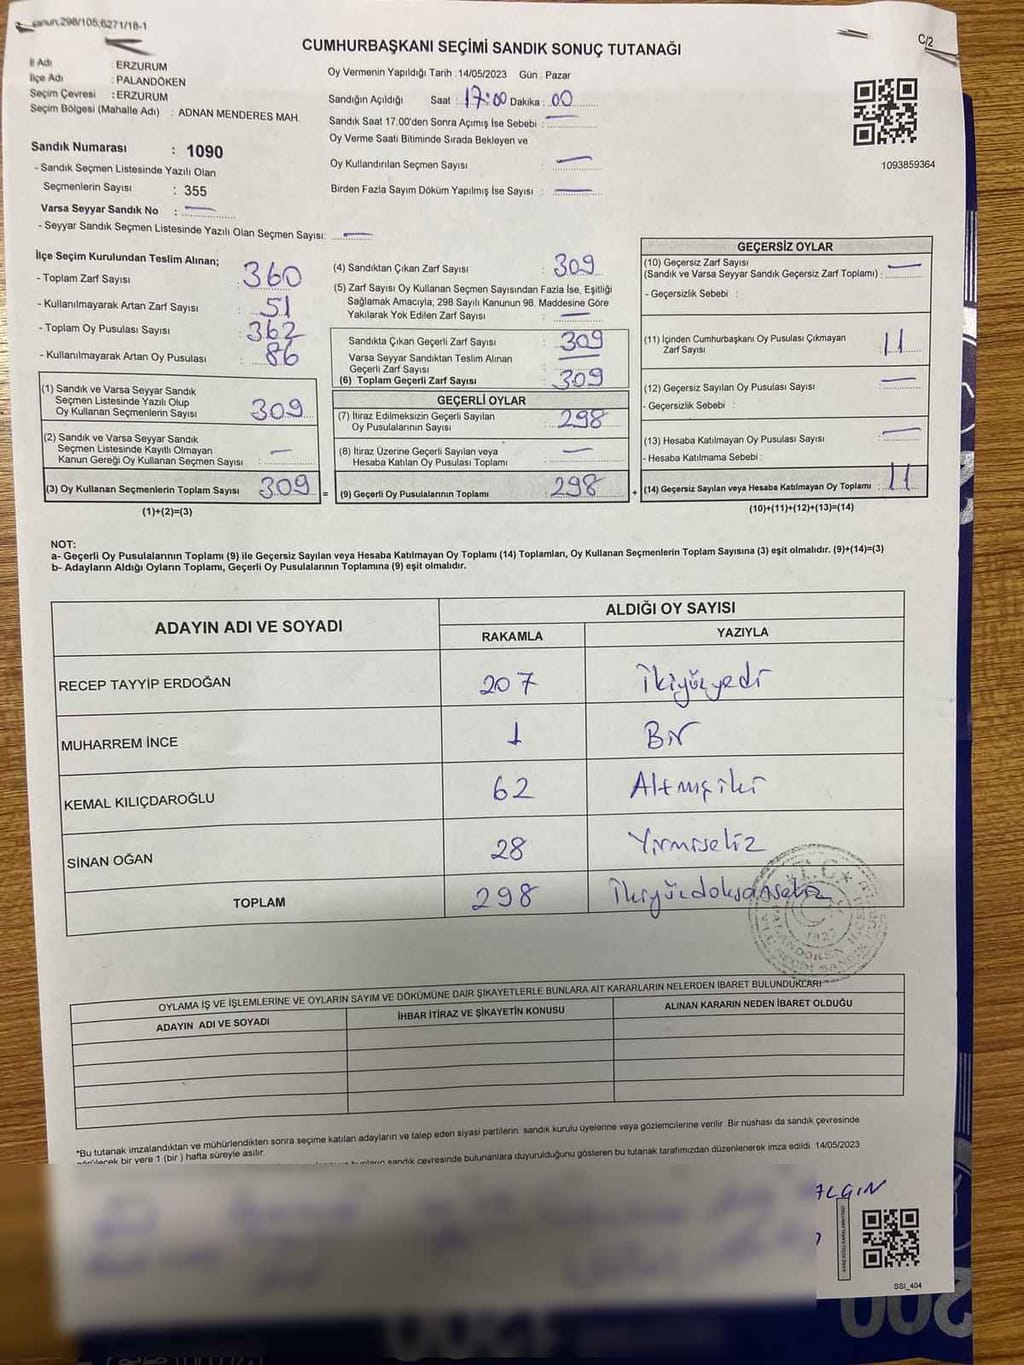 Kanun;298/105;6271/18-1
C/2
CUMHURBAŞKANI SEÇİMİ SANDIK SONUÇ TUTANAĞI
İl Adı : ERZURUM
İlçe Adı : PALANDÖKEN
Seçim Çevresi : ERZURUM
Seçim Bölgesi (Mahalle Adı) : ADNAN MENDERES MAH.
Oy Vermenin Yapıldığı Tarih : 14/05/2023 Gün : Pazar
Sandığın Açıldığı Saat : 17:00 Dakika : 00
Sandık Saat 17.00'den Sonra Açımış İse Sebebi : —
Oy Verme Saati Bitiminde Sırada Bekleyen ve
Oy Kullandırılan Seçmen Sayısı : —
Birden Fazla Sayım Döküm Yapılmış İse Sayısı : —
1093859364
Sandık Numarası : 1090
- Sandık Seçmen Listesinde Yazılı Olan
Seçmenlerin Sayısı : 355
Varsa Seyyar Sandık No : —
- Seyyar Sandık Seçmen Listesinde Yazılı Olan Seçmen Sayısı: —
İlçe Seçim Kurulundan Teslim Alınan;
- Toplam Zarf Sayısı : 360
- Kullanılmayarak Artan Zarf Sayısı : 51
- Toplam Oy Pusulası Sayısı : 362
- Kullanılmayarak Artan Oy Pusulası : 86
(1) Sandık ve Varsa Seyyar Sandık
Seçmen Listesinde Yazılı Olup
Oy Kullanan Seçmenlerin Sayısı : 309
(2) Sandık ve Varsa Seyyar Sandık
Seçmen Listesinde Kayıtlı Olmayan
Kanun Gereği Oy Kullanan Seçmen Sayısı : —
(3) Oy Kullanan Seçmenlerin Toplam Sayısı : 309 =
(1)+(2)=(3)
(4) Sandıktan Çıkan Zarf Sayısı : 309
(5) Zarf Sayısı Oy Kullanan Seçmen Sayısından Fazla İse, Eşitliği
Sağlamak Amacıyla; 298 Sayılı Kanunun 98. Maddesine Göre
Yakılarak Yok Edilen Zarf Sayısı : —
Sandıkta Çıkan Geçerli Zarf Sayısı : 309
Varsa Seyyar Sandıktan Teslim Alınan
Geçerli Zarf Sayısı : —
(6) Toplam Geçerli Zarf Sayısı : 309
GEÇERLİ OYLAR
(7) İtiraz Edilmeksizin Geçerli Sayılan
Oy Pusulalarının Sayısı : 298
(8) İtiraz Üzerine Geçerli Sayılan veya
Hesaba Katılan Oy Pusulası Toplamı : —
(9) Geçerli Oy Pusulalarının Toplamı : 298 +
GEÇERSİZ OYLAR
(10) Geçersiz Zarf Sayısı
(Sandık ve Varsa Seyyar Sandık Geçersiz Zarf Toplamı) : —
- Geçersizlik Sebebi :
(11) İçinden Cumhurbaşkanı Oy Pusulası Çıkmayan
Zarf Sayısı : 11
(12) Geçersiz Sayılan Oy Pusulası Sayısı : —
- Geçersizlik Sebebi :
(13) Hesaba Katılmayan Oy Pusulası Sayısı : —
- Hesaba Katılmama Sebebi :
(14) Geçersiz Sayılan veya Hesaba Katılmayan Oy Toplamı : 11
(10)+(11)+(12)+(13)=(14)
NOT:
a- Geçerli Oy Pusulalarının Toplamı (9) ile Geçersiz Sayılan veya Hesaba Katılmayan Oy Toplamı (14) Toplamları, Oy Kullanan Seçmenlerin Toplam Sayısına (3) eşit olmalıdır. (9)+(14)=(3)
b- Adayların Aldığı Oyların Toplamı, Geçerli Oy Pusulalarının Toplamına (9) eşit olmalıdır.
ADAYIN ADI VE SOYADI ALDIĞI OY SAYISI
RAKAMLA YAZIYLA
RECEP TAYYİP ERDOĞAN 207 İkiyüzyedi
MUHARREM İNCE 1 Bir
KEMAL KILIÇDAROĞLU 62 Altmışiki
SİNAN OĞAN 28 Yirmisekiz
TOPLAM 298 İkiyüzdoksansekiz
T.C.
OYLAMA İŞ VE İŞLEMLERİNE VE OYLARIN SAYIM VE DÖKÜMÜNE DAİR ŞİKAYETLERLE BUNLARA AİT KARARLARIN NELERDEN İBARET BULUNDUKLARI
ADAYIN ADI VE SOYADI İHBAR İTİRAZ VE ŞİKAYETİN KONUSU ALINAN KARARIN NEDEN İBARET OLDUĞU
*Bu tutanak imzalandıktan ve mühürlendikten sonra seçime katılan adayların ve talep eden siyasi partilerin sandık kurulu üyelerine veya gözlemcilerine verilir. Bir nüshası da sandık çevresinde
görülecek bir yere 1 (bir) hafta süreyle asılır.
sandık çevresinde bulunanlara duyurulduğunu gösteren bu tutanak tarafımızdan düzenlenerek imza edildi. 14/05/2023
SSI_404